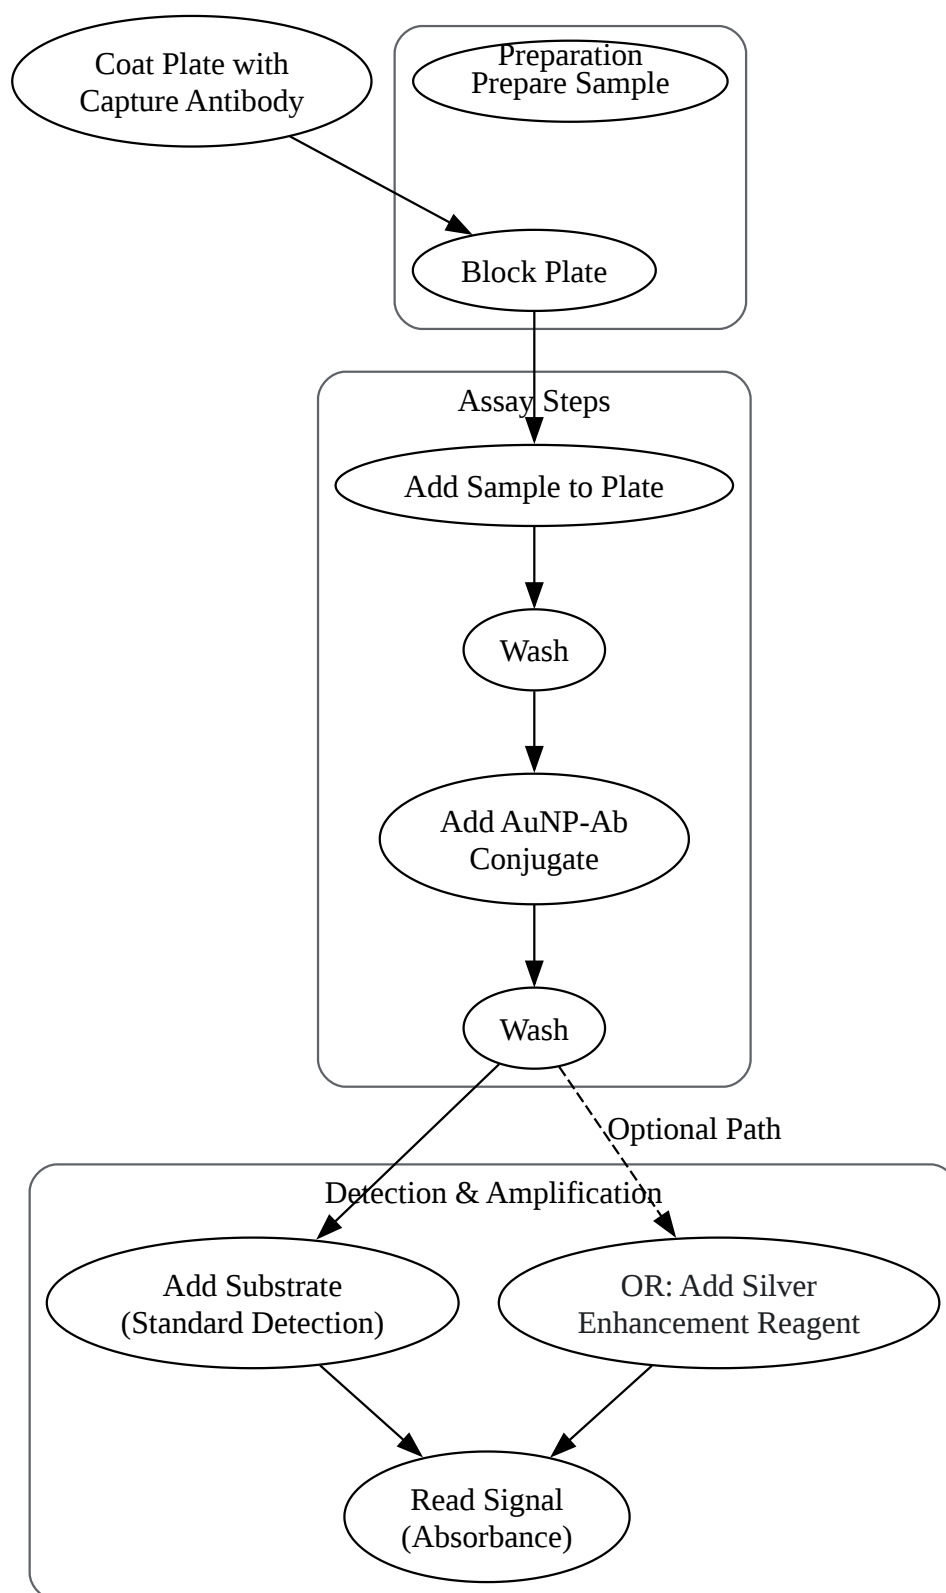 Coat Plate with
Capture Antibody
Preparation
Prepare Sample
Block Plate
Assay Steps
Add Sample to Plate
Wash
Add AuNP-Ab
Conjugate
Wash
Optional Path
Detection & Amplification
Add Substrate
(Standard Detection)
OR: Add Silver
Enhancement Reagent
Read Signal
(Absorbance)